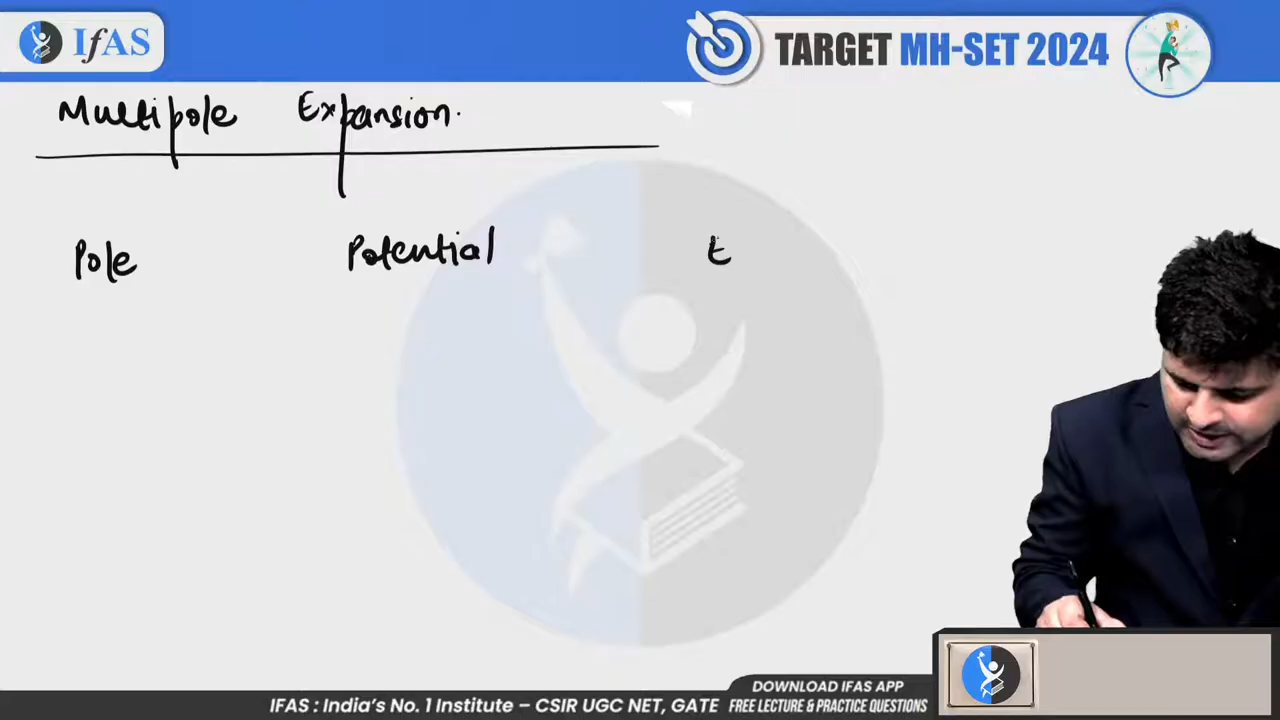 IfAS
TARGET MH-SET 2024
Multipole Expansion.
Pole Potential E
DOWNLOAD IFAS APP
IFAS : India's No. 1 Institute – CSIR UGC NET, GATE FREE LECTURE & PRACTICE QUESTIONS